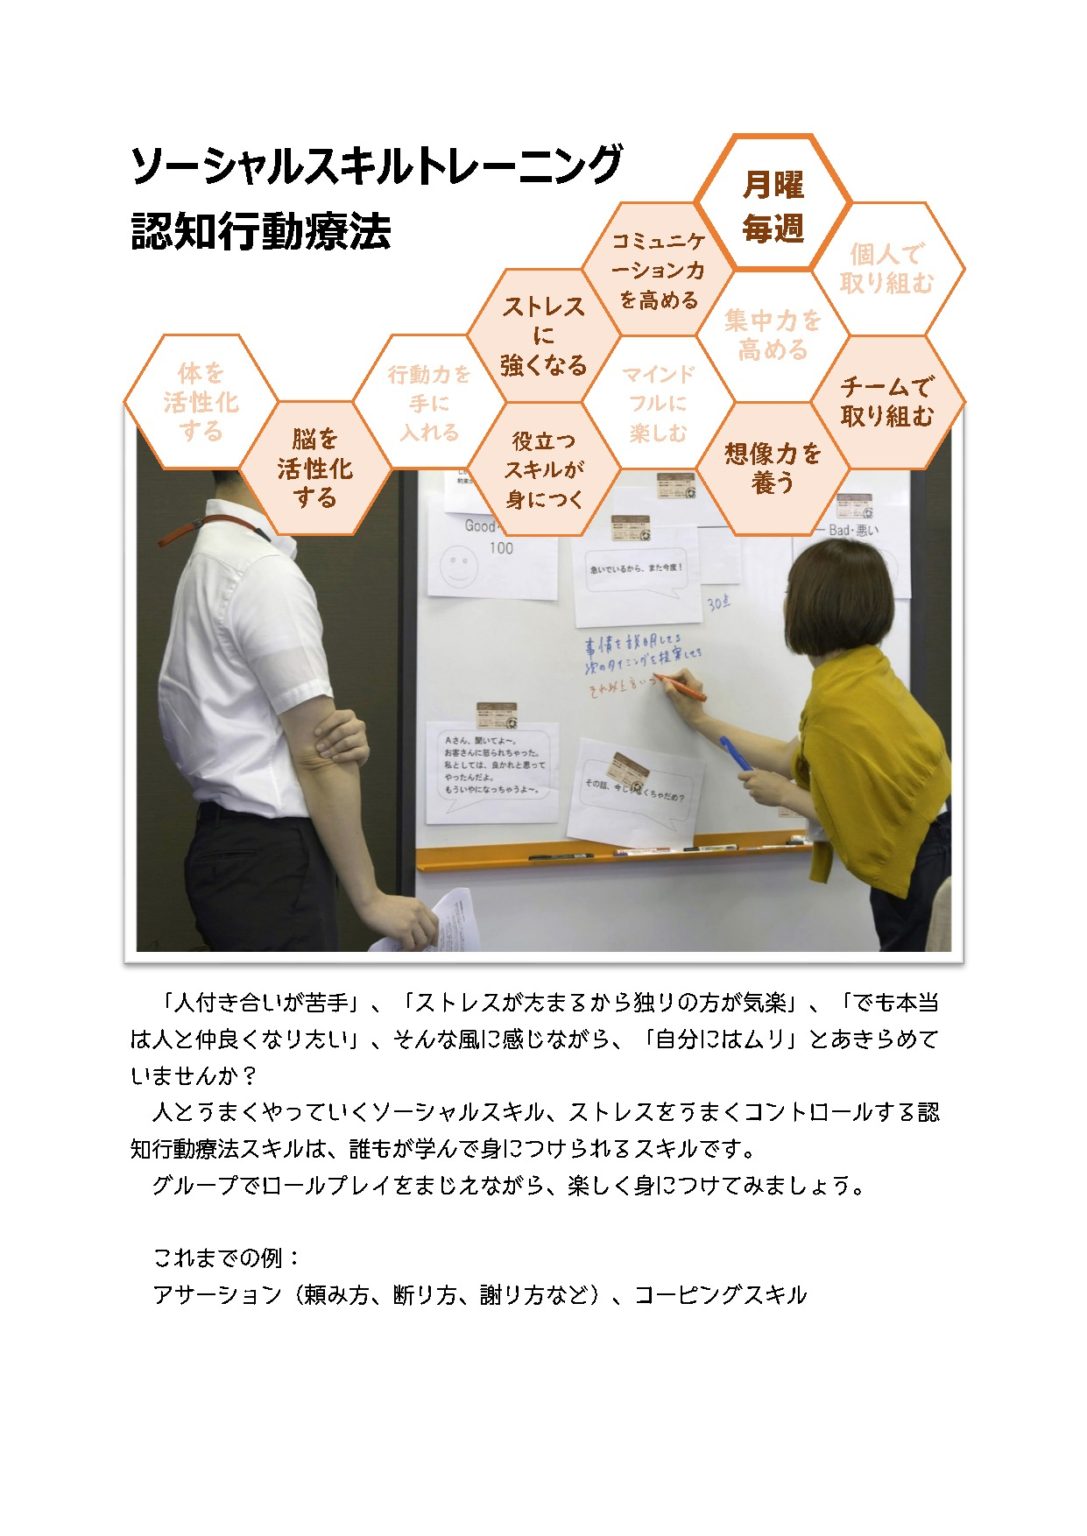 ソーシャルスキルトレーニング
認知行動療法
月曜
毎週
コミュニケ
ーション力
を高める
個人で
取り組む
ストレス
に
強くなる
集中力を
高める
体を
活性化
する
行動力を
手に
入れる
マインド
フルに
楽しむ
チームで
取り組む
脳を
活性化
する
役立つ
スキルが
身につく
想像力を
養う
Good・
100
Bad・悪い
急いでいるから、また今度！
30点
事情を説明してる
次のタイミングを提案してる
Aさん、聞いてよ～。
お客さんに怒られちゃった。
私としては、良かれと思って
やったんだよ。
もういやになっちゃうよ～。
その話、今じゃなくちゃだめ？
「人付き合いが苦手」、「ストレスがたまるから独りの方が気楽」、「でも本当
は人と仲良くなりたい」、そんな風に感じながら、「自分にはムリ」とあきらめて
いませんか？
人とうまくやっていくソーシャルスキル、ストレスをうまくコントロールする認
知行動療法スキルは、誰もが学んで身につけられるスキルです。
グループでロールプレイをまじえながら、楽しく身につけてみましょう。
これまでの例：
アサーション（頼み方、断り方、謝り方など）、コーピングスキル